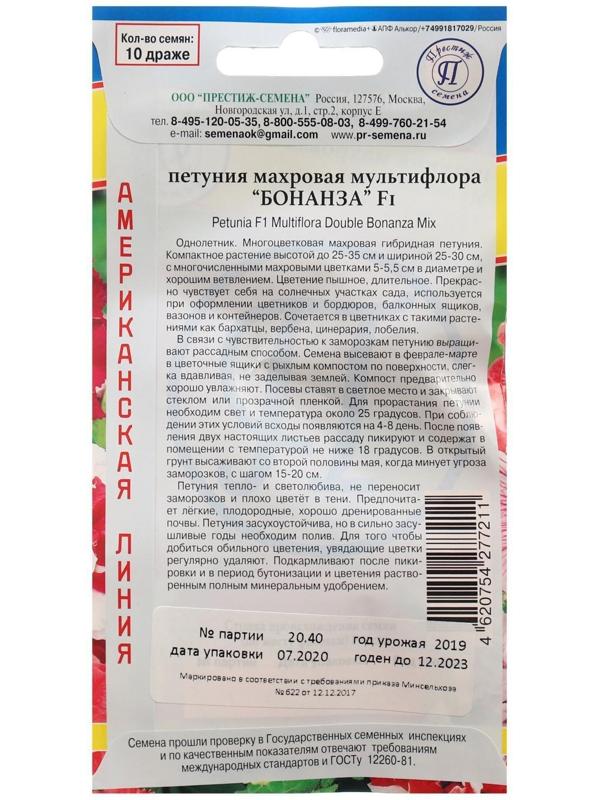 © floramedia + АПФ Алькор / +74991817029 / Россия
Кол-во семян:
10 драже
Престиж
П
семена
ООО "ПРЕСТИЖ-СЕМЕНА" Россия, 127576, Москва,
Новгородская ул, д.1, стр. 2, корпус Е
тел. 8-495-120-05-35, 8-800-555-08-03, 8-499-760-21-54
e-mail: semenaok@gmail.com www.pr-semena.ru
АМЕРИКАНСКАЯ ЛИНИЯ
петуния махровая мультифлора
"БОНАНЗА" F1
Petunia F1 Multiflora Double Bonanza Mix
Однолетник. Многоцветковая махровая гибридная петуния.
Компактное растение высотой до 25-35 см и шириной 25-30 см,
с многочисленными махровыми цветками 5-5,5 см в диаметре и
хорошим ветвлением. Цветение пышное, длительное. Прекрас-
но чувствует себя на солнечных участках сада, используется
при оформлении цветников и бордюров, балконных ящиков,
вазонов и контейнеров. Сочетается в цветниках с такими расте-
ниями как бархатцы, вербена, цинерария, лобелия.
В связи с чувствительностью к заморозкам петунию выращи-
вают рассадным способом. Семена высевают в феврале-марте
в цветочные ящики с рыхлым компостом по поверхности, слег-
ка вдавливая, не заделывая землей. Компост предварительно
хорошо увлажняют. Посевы ставят в светлое место и закрывают
стеклом или прозрачной пленкой. Для прорастания петунии
необходим свет и температура около 25 градусов. При соблю-
дении этих условий всходы появляются на 4-8 день. После появ-
ления двух настоящих листьев рассаду пикируют и содержат в
помещении с температурой не ниже 18 градусов. В открытый
грунт высаживают со второй половины мая, когда минует угроза
заморозков, с шагом 15-20 см.
Петуния тепло- и светолюбива, не переносит
заморозков и плохо цветёт в тени. Предпочита-
ет лёгкие, плодородные, хорошо дренированные
почвы. Петуния засухоустойчива, но в сильно засу-
шливые годы необходим полив. Для того чтобы
добиться обильного цветения, увядающие цветки
регулярно удаляют. Подкармливают после пики-
ровки и в период бутонизации и цветения раство-
ренным полным минеральным удобрением.
4 620754 277211
№ партии 20.40 год урожая 2019
дата упаковки 07.2020 годен до 12.2023
Маркировано в соответствии с требованиями приказа Минсельхоза
№ 622 от 12.12.2017
Семена прошли проверку в Государственных семенных инспекциях
и по качественным показателям отвечают требованиям
международных стандартов и ГОСТу 12260-81.